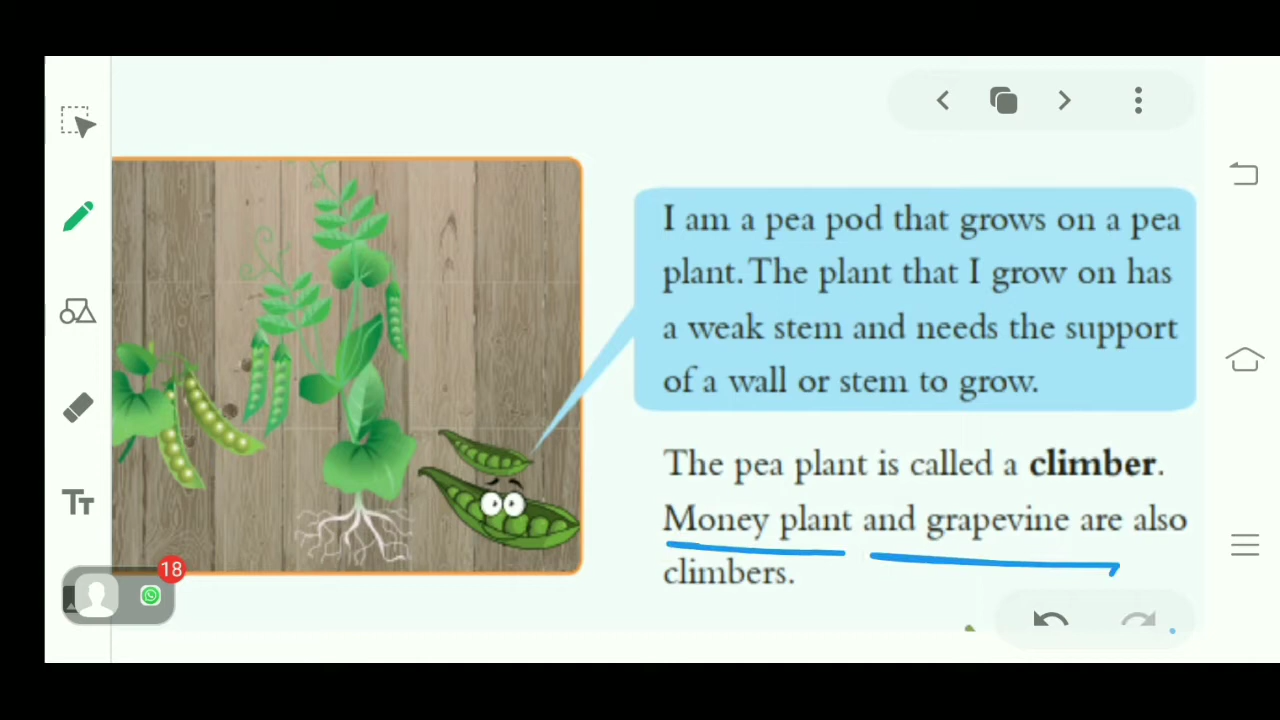 I am a pea pod that grows on a pea
plant. The plant that I grow on has
a weak stem and needs the support
of a wall or stem to grow.
The pea plant is called a climber.
Money plant and grapevine are also
climbers.
TT
18